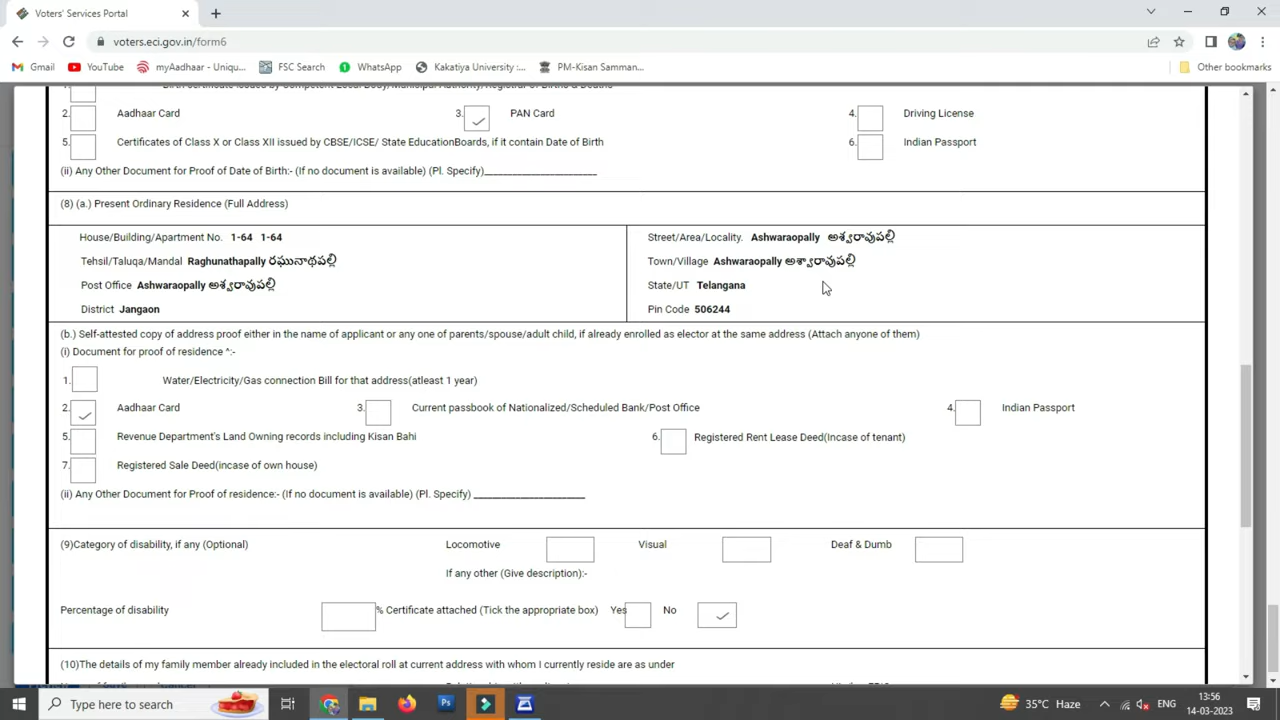 Voters' Services Portal
voters.eci.gov.in/form6
Gmail YouTube myAadhaar - Uniqu... FSC Search WhatsApp Kakatiya University :... PM-Kisan Samman... Other bookmarks
Birth certificate issued by Competent Local Body/Municipal Authority/Registrar of Births & Deaths
2. Aadhaar Card 3. PAN Card 4. Driving License
5. Certificates of Class X or Class XII issued by CBSE/ICSE/ State EducationBoards, if it contain Date of Birth 6. Indian Passport
(ii) Any Other Document for Proof of Date of Birth:- (If no document is available) (Pl. Specify)_______________________
(8) (a.) Present Ordinary Residence (Full Address)
House/Building/Apartment No. 1-64 1-64 Street/Area/Locality. Ashwaraopally అశ్వరావుపల్లి
Tehsil/Taluqa/Mandal Raghunathapally రఘునాథపల్లి Town/Village Ashwaraopally అశ్వారావుపల్లి
Post Office Ashwaraopally అశ్వరావుపల్లి State/UT Telangana
District Jangaon Pin Code 506244
(b.) Self-attested copy of address proof either in the name of applicant or any one of parents/spouse/adult child, if already enrolled as elector at the same address (Attach anyone of them)
(i) Document for proof of residence ^:-
1. Water/Electricity/Gas connection Bill for that address(atleast 1 year)
2. Aadhaar Card 3. Current passbook of Nationalized/Scheduled Bank/Post Office 4. Indian Passport
5. Revenue Department's Land Owning records including Kisan Bahi 6. Registered Rent Lease Deed(Incase of tenant)
7. Registered Sale Deed(incase of own house)
(ii) Any Other Document for Proof of residence:- (If no document is available) (Pl. Specify) _______________________
(9)Category of disability, if any (Optional) Locomotive Visual Deaf & Dumb
If any other (Give description):-
Percentage of disability % Certificate attached (Tick the appropriate box) Yes No
(10)The details of my family member already included in the electoral roll at current address with whom I currently reside are as under
Type here to search 35°C Haze ENG 13:56
14-03-2023